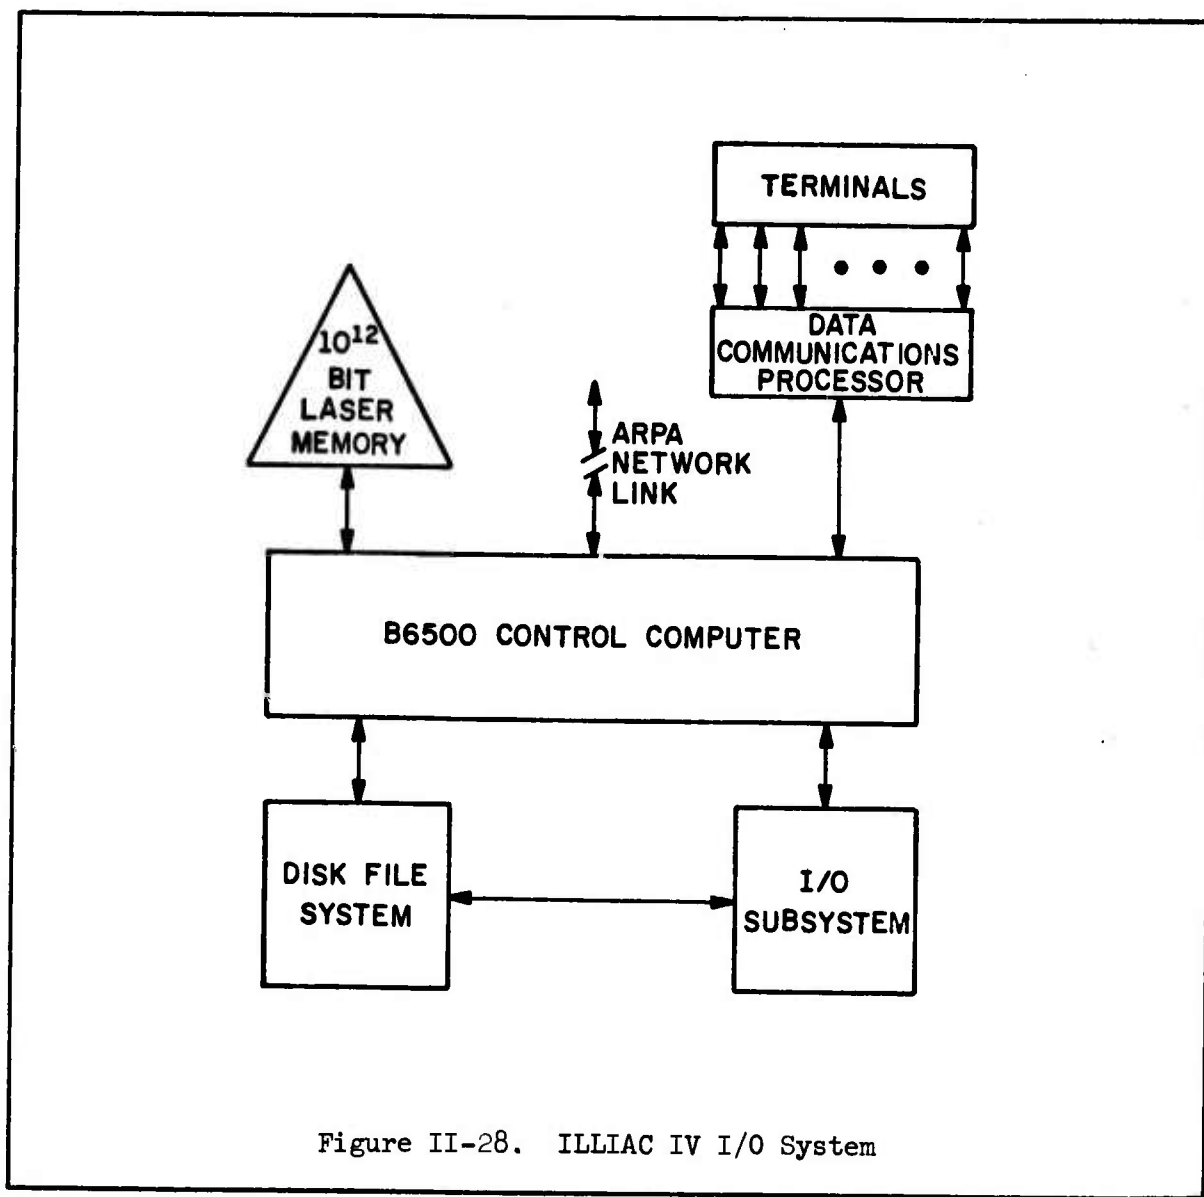 TERMINALS
DATA
COMMUNICATIONS
PROCESSOR
10¹²
BIT
LASER
MEMORY
ARPA
NETWORK
LINK
B6500 CONTROL COMPUTER
DISK FILE
SYSTEM
I/O
SUBSYSTEM
Figure II-28. ILLIAC IV I/O System